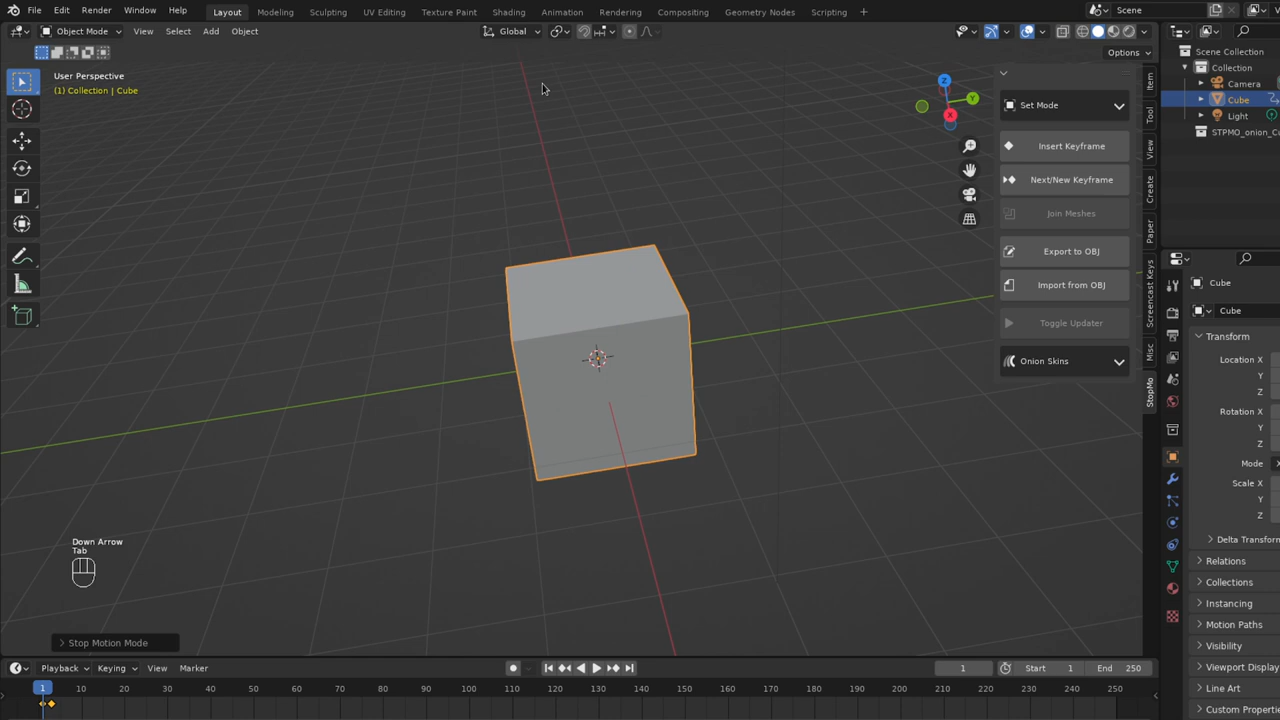 File Edit Render Window Help
Layout Modeling Sculpting UV Editing Texture Paint Shading Animation Rendering Compositing Geometry Nodes Scripting +
Scene
Object Mode View Select Add Object
Global
Options
User Perspective
(1) Collection | Cube
Z
Y
X
Set Mode
Insert Keyframe
Next/New Keyframe
Join Meshes
Export to OBJ
Import from OBJ
Toggle Updater
Onion Skins
Item
Tool
View
Create
Paper
Screencast Keys
Misc
StopMo
Scene Collection
Collection
Camera
Cube
Light
STPMO_onion_Cu
Cube
Cube
Transform
Location X
Y
Z
Rotation X
Y
Z
Mode
Scale X
Y
Z
Delta Transform
Relations
Collections
Instancing
Motion Paths
Visibility
Viewport Display
Line Art
Custom Properti
Down Arrow
Tab
Stop Motion Mode
Playback Keying View Marker
1 Start 1 End 250
1 10 20 30 40 50 60 70 80 90 100 110 120 130 140 150 160 170 180 190 200 210 220 230 240 250